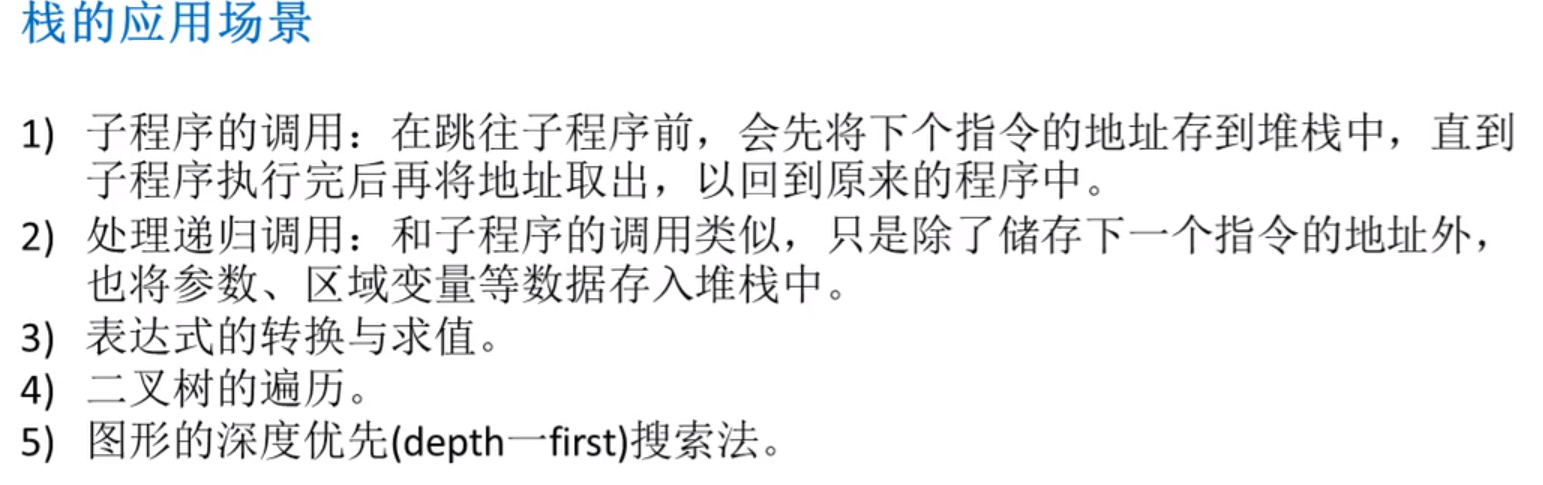 栈的应用场景
1) 子程序的调用：在跳往子程序前，会先将下个指令的地址存到堆栈中，直到
子程序执行完后再将地址取出，以回到原来的程序中。
2) 处理递归调用：和子程序的调用类似，只是除了储存下一个指令的地址外，
也将参数、区域变量等数据存入堆栈中。
3) 表达式的转换与求值。
4) 二叉树的遍历。
5) 图形的深度优先(depth一first)搜索法。